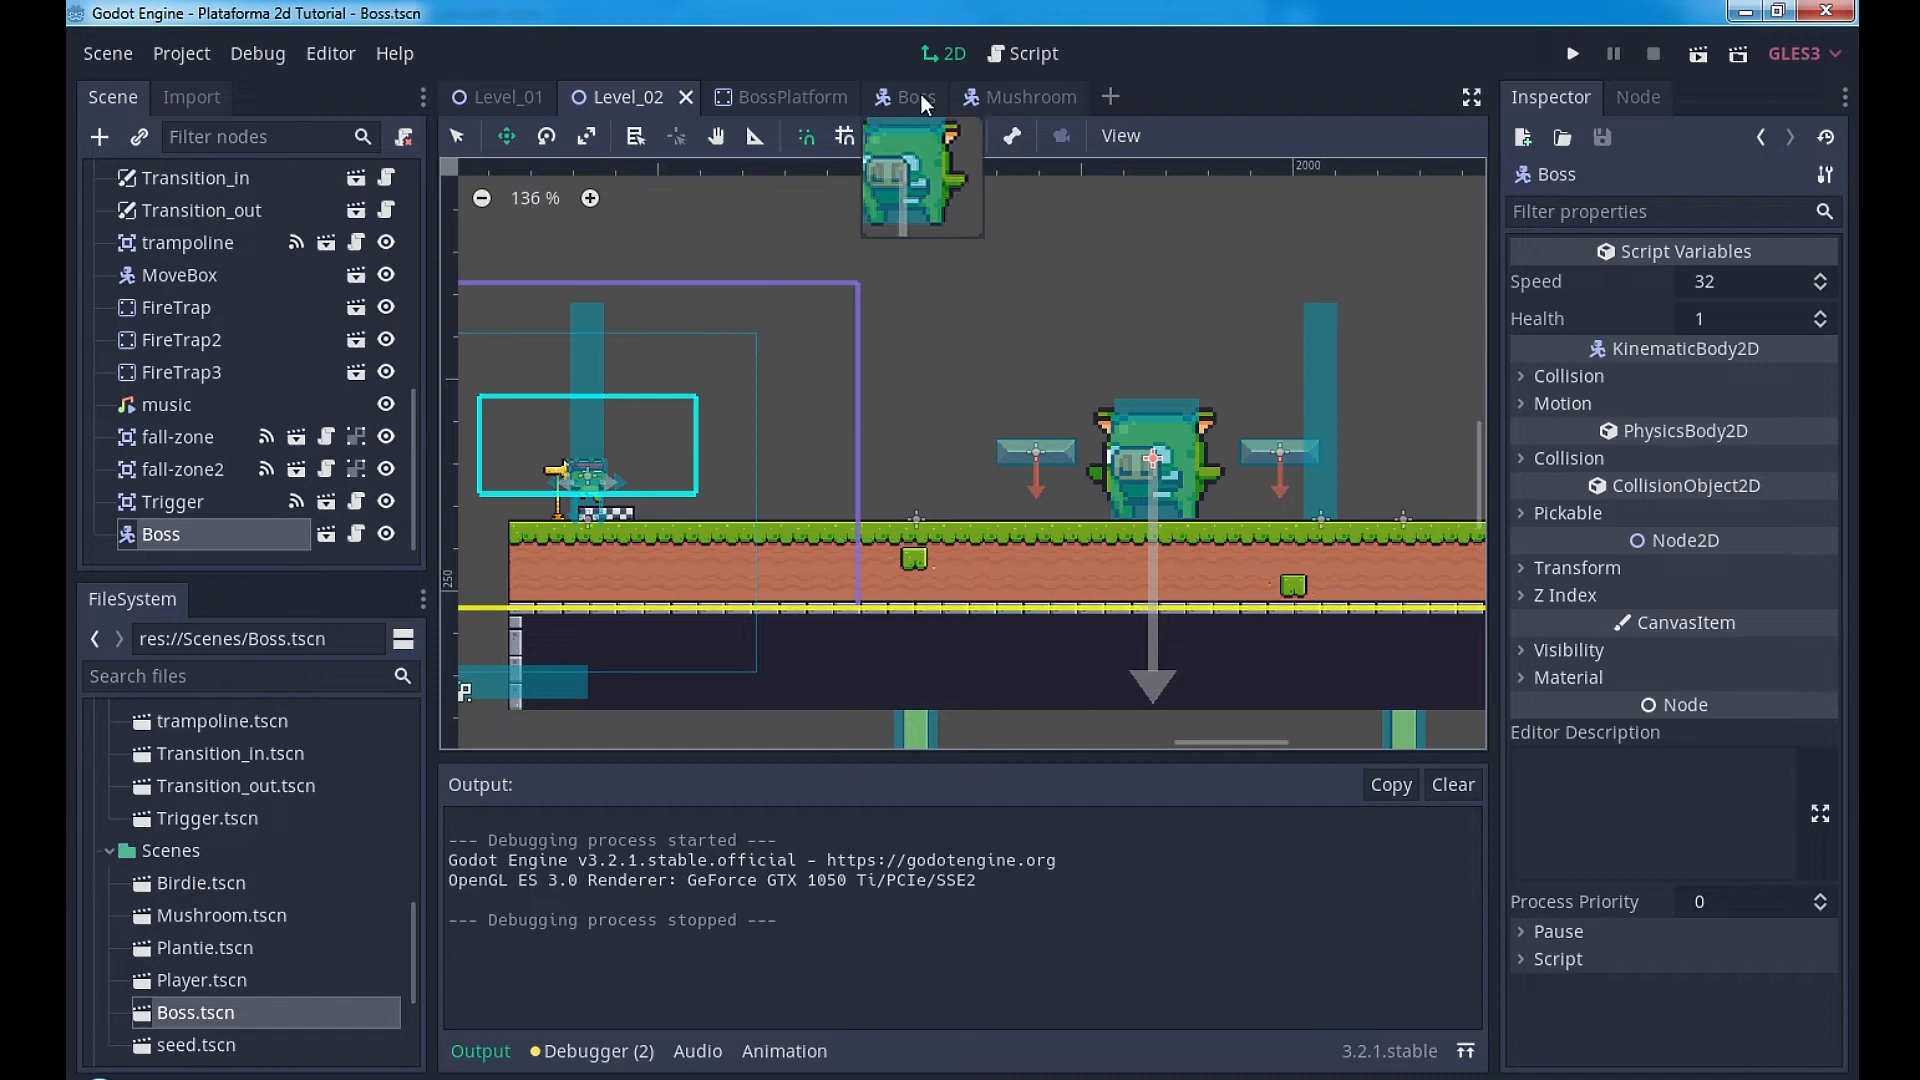 Godot Engine - Plataforma 2d Tutorial - Boss.tscn
Scene Project Debug Editor Help
2D Script
GLES3
Scene Import
Filter nodes
Transition_in
Transition_out
trampoline
MoveBox
FireTrap
FireTrap2
FireTrap3
music
fall-zone
fall-zone2
Trigger
Boss
FileSystem
res://Scenes/Boss.tscn
Search files
trampoline.tscn
Transition_in.tscn
Transition_out.tscn
Trigger.tscn
Scenes
Birdie.tscn
Mushroom.tscn
Plantie.tscn
Player.tscn
Boss.tscn
seed.tscn
Level_01 Level_02 BossPlatform Boss Mushroom
View
2000
136 %
250
Output:
Copy Clear
--- Debugging process started ---
Godot Engine v3.2.1.stable.official - https://godotengine.org
OpenGL ES 3.0 Renderer: GeForce GTX 1050 Ti/PCIe/SSE2
--- Debugging process stopped ---
Output Debugger (2) Audio Animation
3.2.1.stable
Inspector Node
Boss
Filter properties
Script Variables
Speed 32
Health 1
KinematicBody2D
Collision
Motion
PhysicsBody2D
Collision
CollisionObject2D
Pickable
Node2D
Transform
Z Index
CanvasItem
Visibility
Material
Node
Editor Description
Process Priority 0
Pause
Script